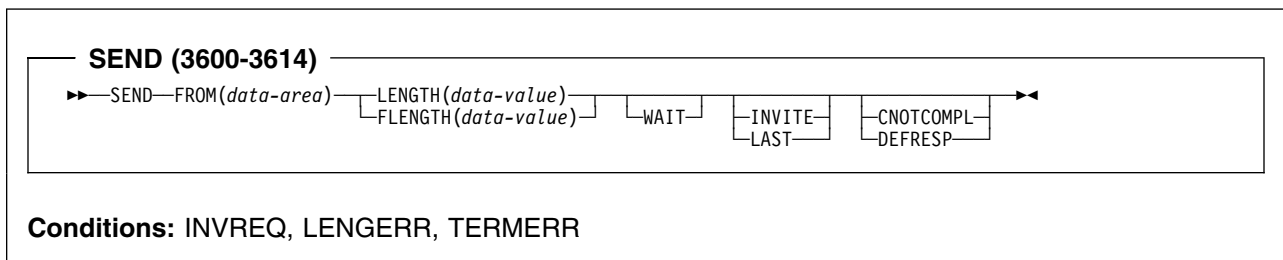 SEND (3600-3614)
►►──SEND──FROM(data-area)──┬─LENGTH(data-value)──┬──┬──────┬──┬────────┬──┬───────────┬──►◄
└─FLENGTH(data-value)─┘ └─WAIT─┘ ├─INVITE─┤ ├─CNOTCOMPL─┤
└─LAST───┘ └─DEFRESP───┘
Conditions: INVREQ, LENGERR, TERMERR